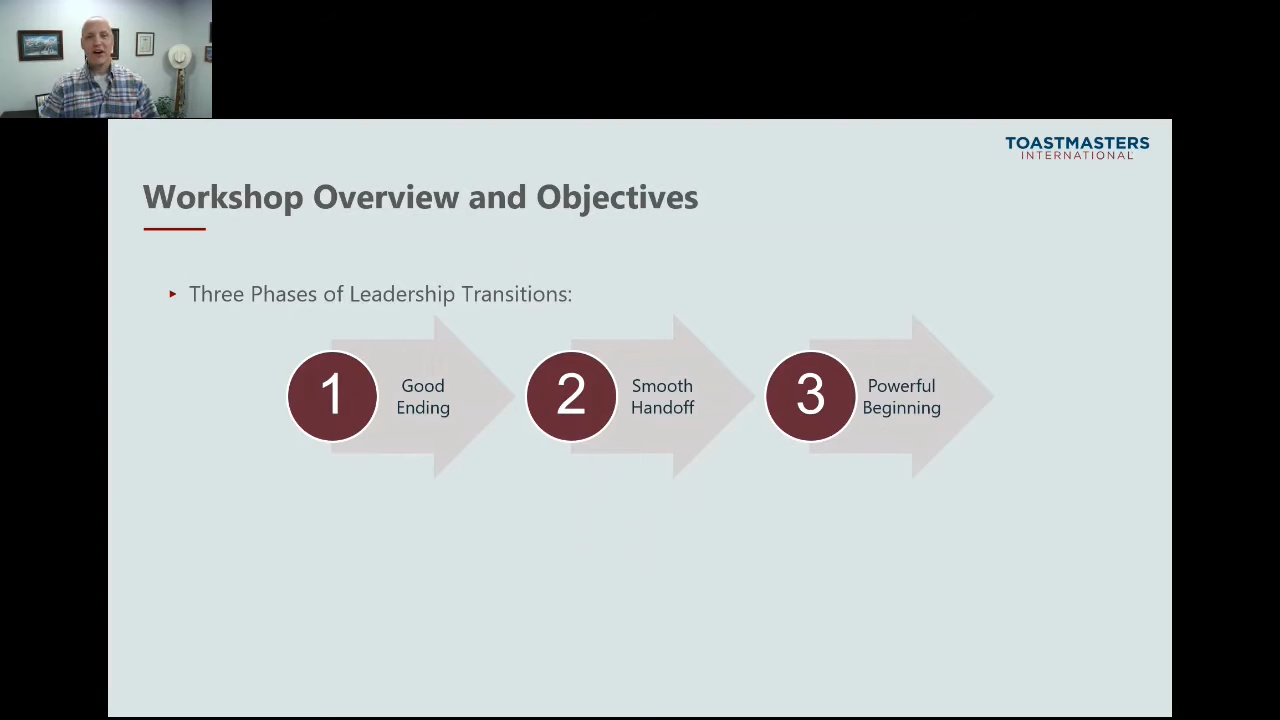 TOASTMASTERS
INTERNATIONAL
Workshop Overview and Objectives
Three Phases of Leadership Transitions:
1
Good
Ending
2
Smooth
Handoff
3
Powerful
Beginning